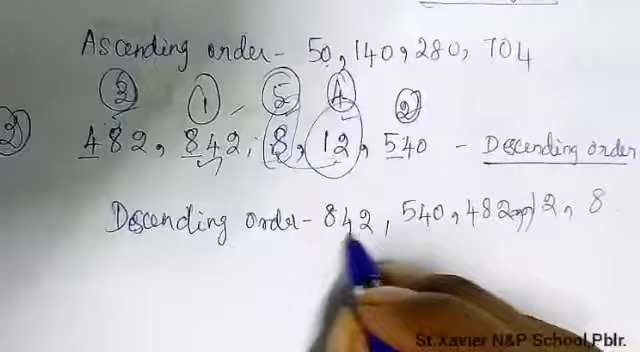 Ascending order - 50, 140, 280, 704
3 1 5 4 2
2) 482, 842, 8, 12, 540 - Descending order
Descending order - 842, 540, 482, 12, 8
St.Xavier N&P School,Pblr.